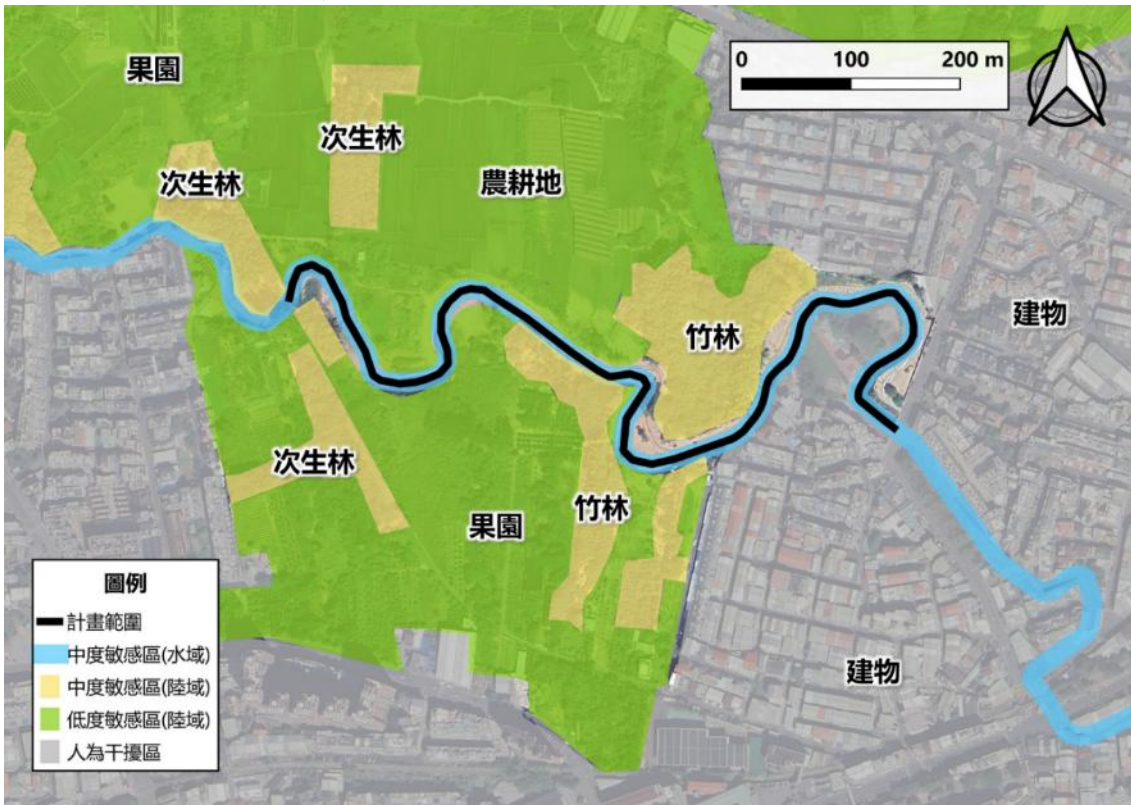 0 100 200 m
果園
次生林
次生林
農耕地
竹林
建物
次生林
果園
竹林
建物
圖例
計畫範圍
中度敏感區(水域)
中度敏感區(陸域)
低度敏感區(陸域)
人為干擾區